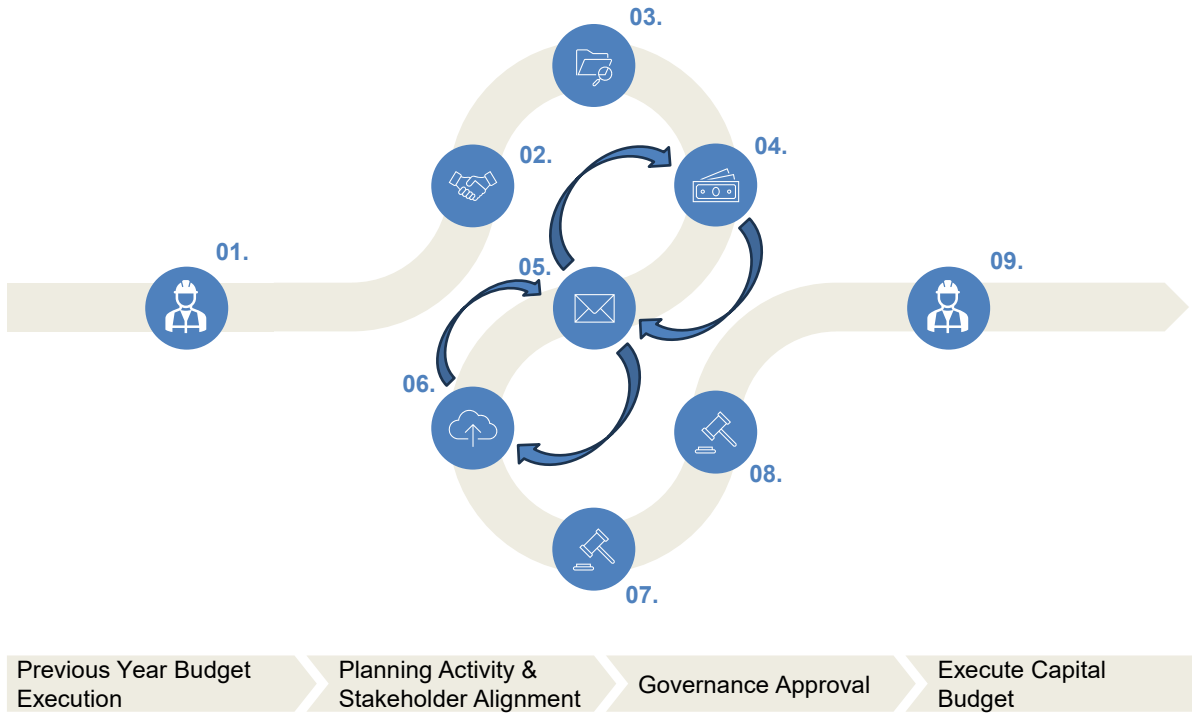 03.
02.
04.
01.
05.
09.
06.
08.
07.
Previous Year Budget
Execution
Planning Activity &
Stakeholder Alignment
Governance Approval
Execute Capital
Budget